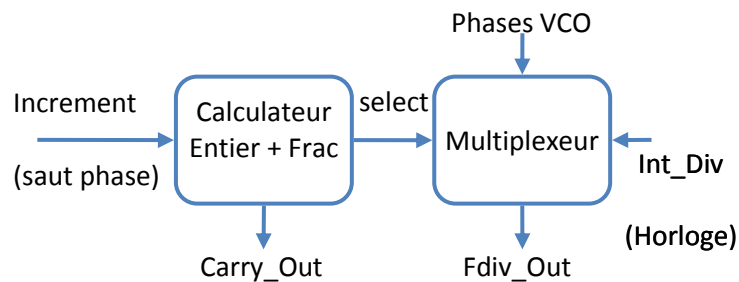 Phases VCO
Increment
(saut phase)
Calculateur
Entier + Frac
select
Multiplexeur
Int_Div
(Horloge)
Carry_Out
Fdiv_Out